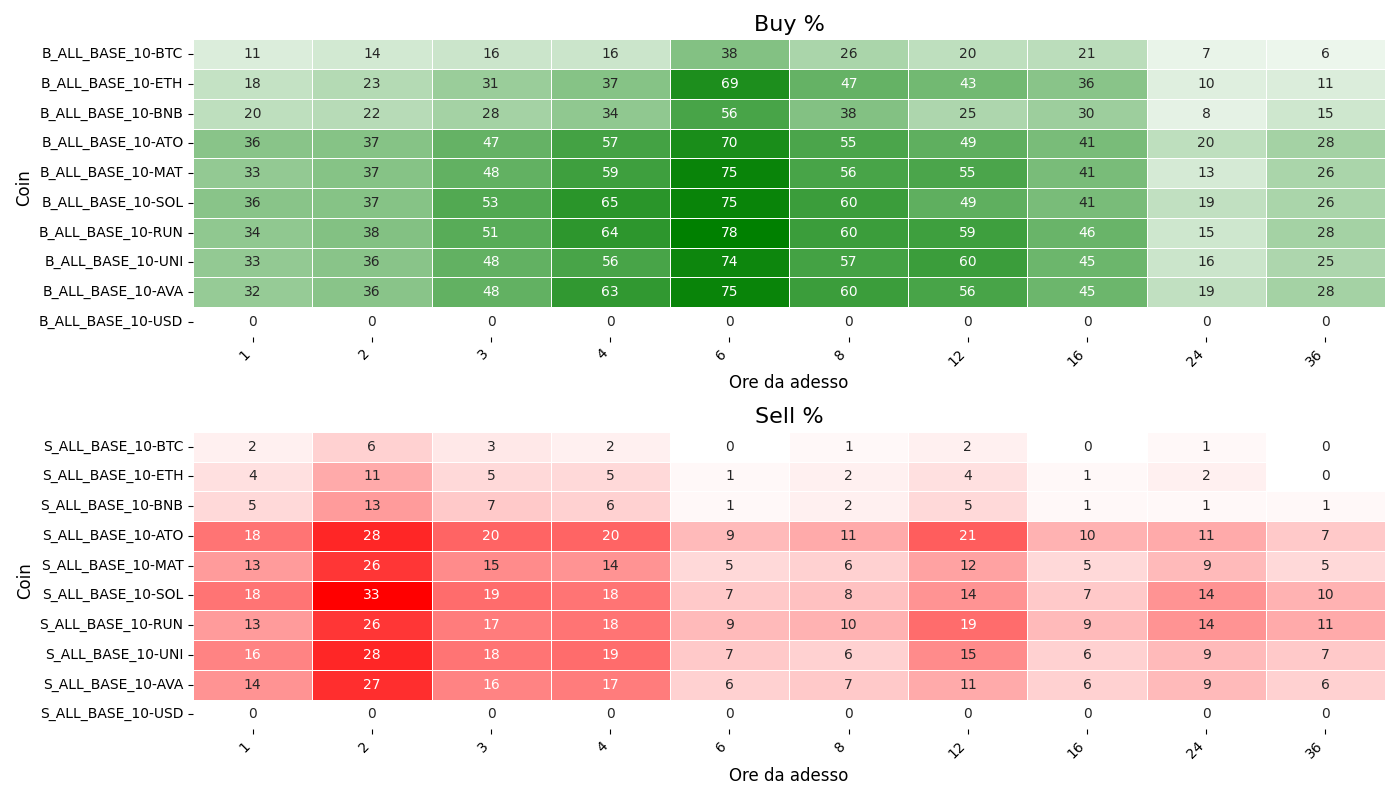 Buy %
Coin
B_ALL_BASE_10-BTC 11 14 16 16 38 26 20 21 7 6
B_ALL_BASE_10-ETH 18 23 31 37 69 47 43 36 10 11
B_ALL_BASE_10-BNB 20 22 28 34 56 38 25 30 8 15
B_ALL_BASE_10-ATO 36 37 47 57 70 55 49 41 20 28
B_ALL_BASE_10-MAT 33 37 48 59 75 56 55 41 13 26
B_ALL_BASE_10-SOL 36 37 53 65 75 60 49 41 19 26
B_ALL_BASE_10-RUN 34 38 51 64 78 60 59 46 15 28
B_ALL_BASE_10-UNI 33 36 48 56 74 57 60 45 16 25
B_ALL_BASE_10-AVA 32 36 48 63 75 60 56 45 19 28
B_ALL_BASE_10-USD 0 0 0 0 0 0 0 0 0 0
1 2 3 4 6 8 12 16 24 36
Ore da adesso
Sell %
Coin
S_ALL_BASE_10-BTC 2 6 3 2 0 1 2 0 1 0
S_ALL_BASE_10-ETH 4 11 5 5 1 2 4 1 2 0
S_ALL_BASE_10-BNB 5 13 7 6 1 2 5 1 1 1
S_ALL_BASE_10-ATO 18 28 20 20 9 11 21 10 11 7
S_ALL_BASE_10-MAT 13 26 15 14 5 6 12 5 9 5
S_ALL_BASE_10-SOL 18 33 19 18 7 8 14 7 14 10
S_ALL_BASE_10-RUN 13 26 17 18 9 10 19 9 14 11
S_ALL_BASE_10-UNI 16 28 18 19 7 6 15 6 9 7
S_ALL_BASE_10-AVA 14 27 16 17 6 7 11 6 9 6
S_ALL_BASE_10-USD 0 0 0 0 0 0 0 0 0 0
1 2 3 4 6 8 12 16 24 36
Ore da adesso